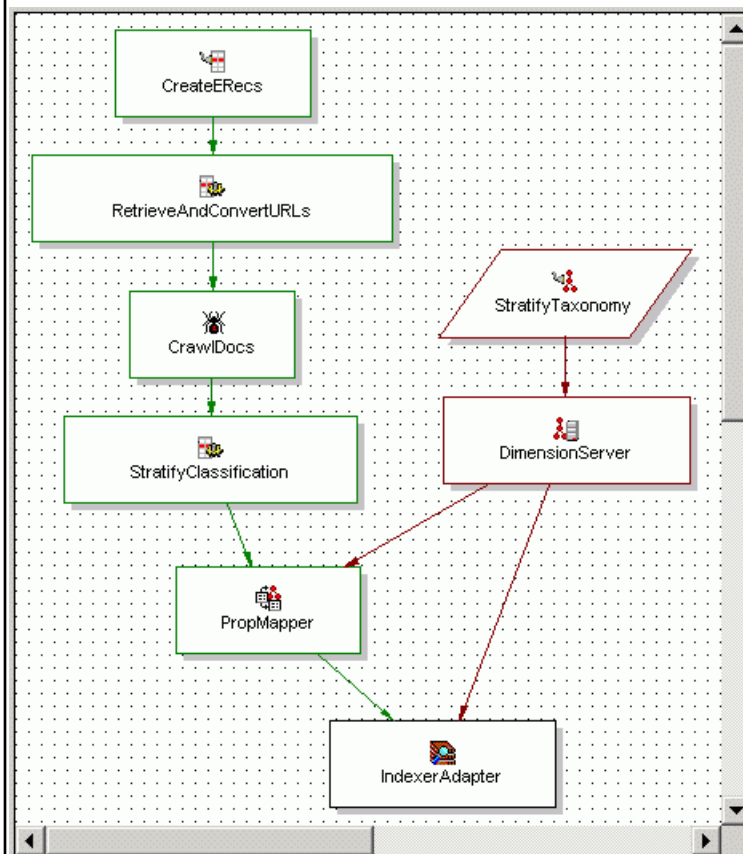 CreateERecs
RetrieveAndConvertURLs
StratifyTaxonomy
CrawlDocs
DimensionServer
StratifyClassification
PropMapper
IndexerAdapter